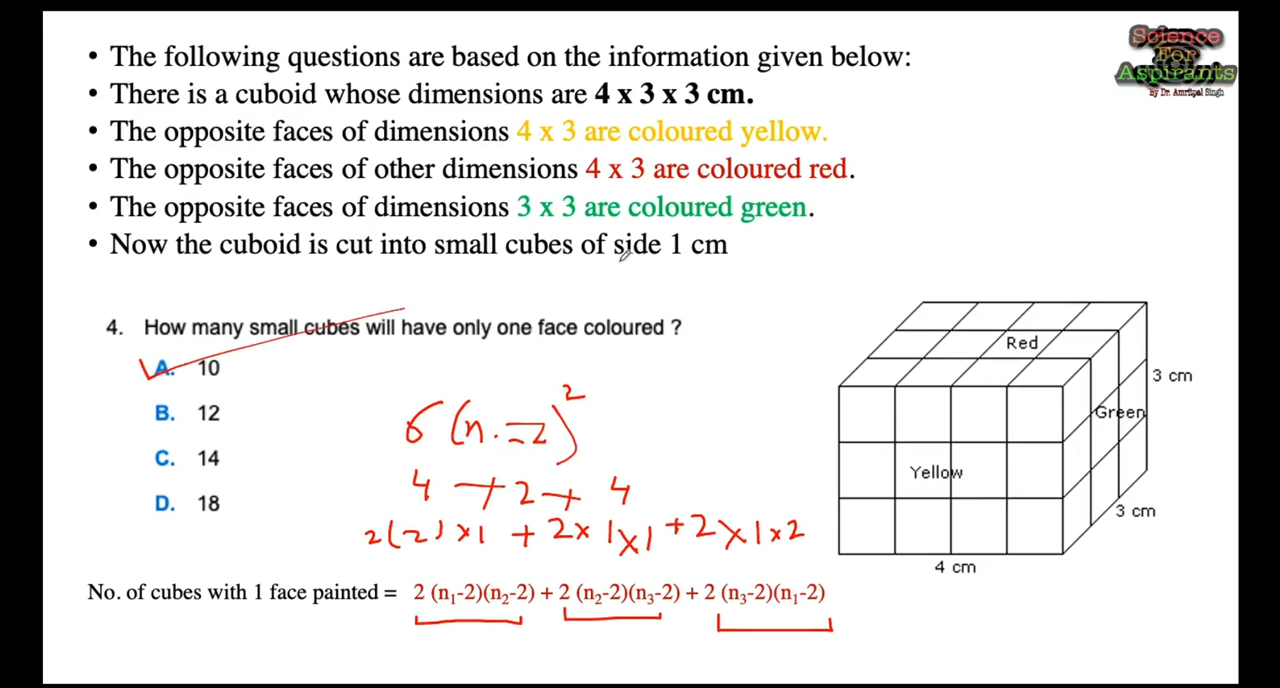 Science
For
Aspirants
By Dr. Amritpal Singh
• The following questions are based on the information given below:
• There is a cuboid whose dimensions are 4 x 3 x 3 cm.
• The opposite faces of dimensions 4 x 3 are coloured yellow.
• The opposite faces of other dimensions 4 x 3 are coloured red.
• The opposite faces of dimensions 3 x 3 are coloured green.
• Now the cuboid is cut into small cubes of side 1 cm
4. How many small cubes will have only one face coloured ?
A. 10
B. 12
C. 14
D. 18
6 (n-2)²
4 + 2 + 4
2(2)×1 + 2×1×1 + 2×1×2
No. of cubes with 1 face painted = 2 (n₁-2)(n₂-2) + 2 (n₂-2)(n₃-2) + 2 (n₃-2)(n₁-2)
Red
3 cm
Green
Yellow
3 cm
4 cm